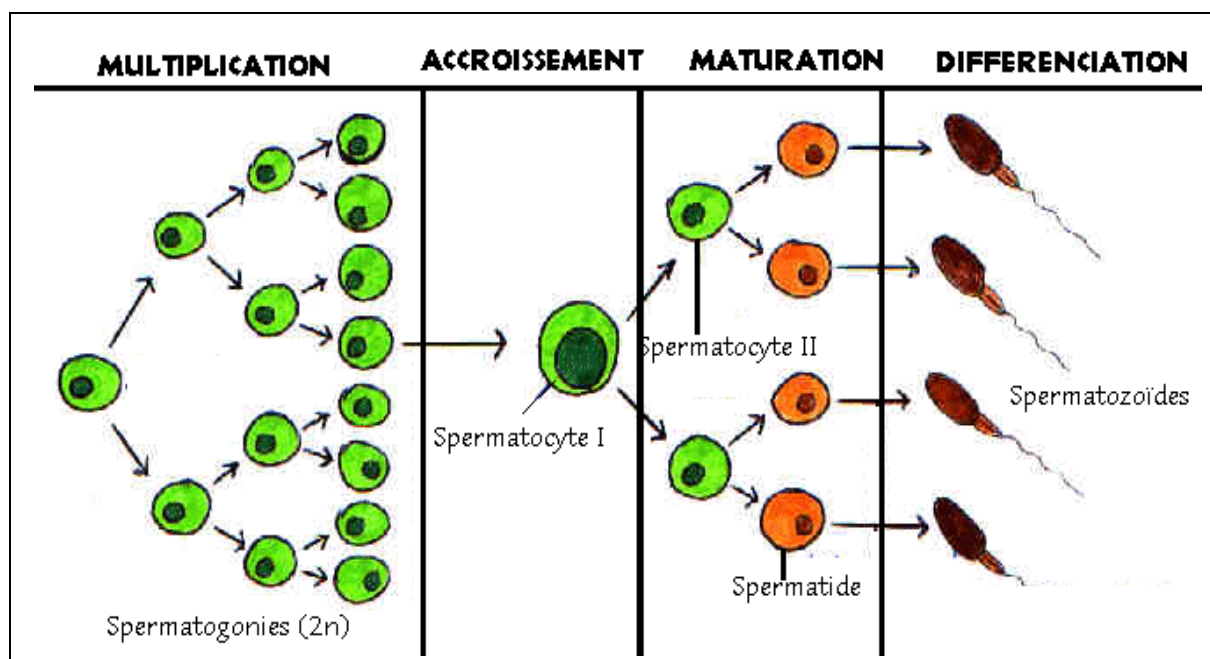 MULTIPLICATION
ACCROISSEMENT
MATURATION
DIFFERENCIATION
Spermatocyte II
Spermatozoïdes
Spermatocyte I
Spermatide
Spermatogonies (2n)